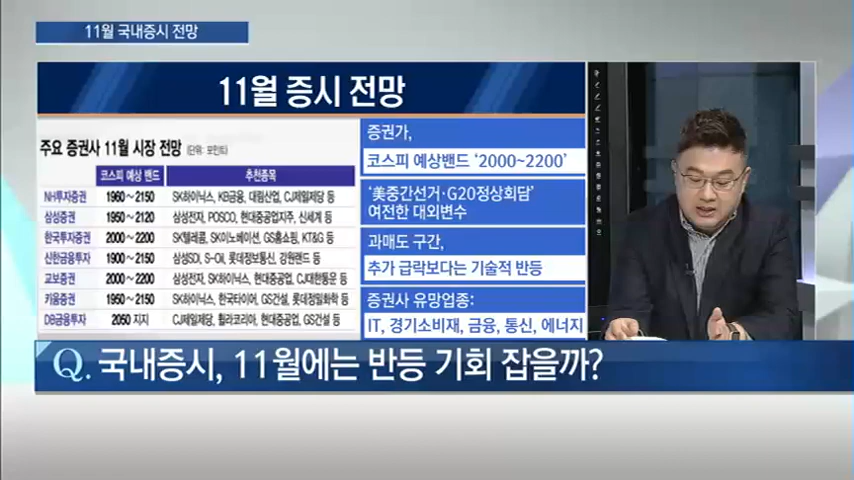 11월 국내증시 전망
11월 증시 전망
주요 증권사 11월 시장 전망 (단위: 포인트)
코스피 예상 밴드 추천종목
NH투자증권 1960~2150 SK하이닉스, KB금융, 대림산업, CJ제일제당 등
삼성증권 1950~2120 삼성전자, POSCO, 현대중공업지주, 신세계 등
한국투자증권 2000~2200 SK텔레콤, SK이노베이션, GS홈쇼핑, KT&G 등
신한금융투자 1900~2150 삼성SDI, S-Oil, 롯데정보통신, 강원랜드 등
교보증권 2000~2200 삼성전자, SK하이닉스, 현대중공업, CJ대한통운 등
키움증권 1950~2150 SK하이닉스, 한국타이어, GS건설, 롯데정밀화학 등
DB금융투자 2050 지지 CJ제일제당, 휠라코리아, 현대중공업, GS건설 등
증권가,
코스피 예상밴드 ‘2000~2200’
‘美중간선거·G20정상회담’
여전한 대외변수
과매도 구간,
추가 급락보다는 기술적 반등
증권사 유망업종:
IT, 경기소비재, 금융, 통신, 에너지
Q. 국내증시, 11월에는 반등 기회 잡을까?